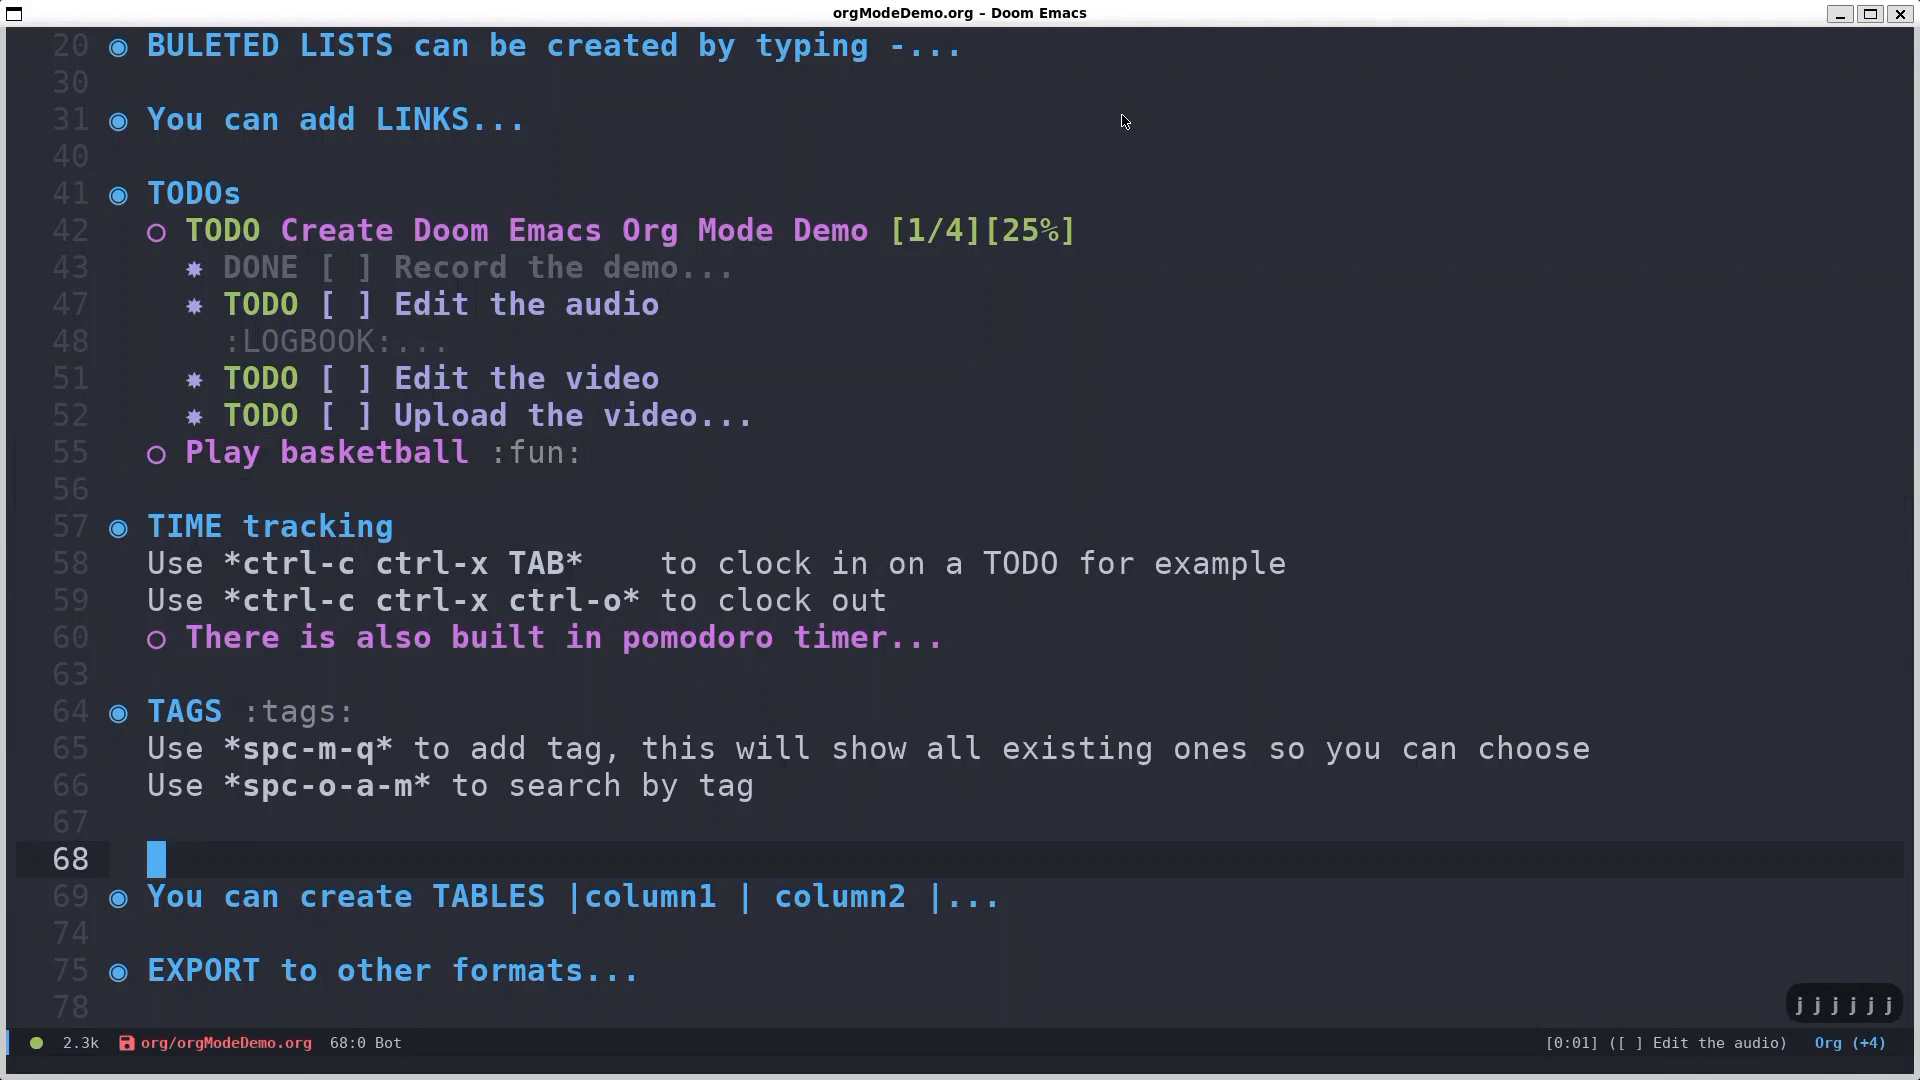 orgModeDemo.org – Doom Emacs
20 ◉ BULETED LISTS can be created by typing -...
30
31 ◉ You can add LINKS...
40
41 ◉ TODOs
42 ○ TODO Create Doom Emacs Org Mode Demo [1/4][25%]
43 ✸ DONE [ ] Record the demo...
47 ✸ TODO [ ] Edit the audio
48 :LOGBOOK:...
51 ✸ TODO [ ] Edit the video
52 ✸ TODO [ ] Upload the video...
55 ○ Play basketball :fun:
56
57 ◉ TIME tracking
58 Use *ctrl-c ctrl-x TAB*    to clock in on a TODO for example
59 Use *ctrl-c ctrl-x ctrl-o* to clock out
60 ○ There is also built in pomodoro timer...
63
64 ◉ TAGS :tags:
65 Use *spc-m-q* to add tag, this will show all existing ones so you can choose
66 Use *spc-o-a-m* to search by tag
67
68
69 ◉ You can create TABLES |column1 | column2 |...
74
75 ◉ EXPORT to other formats...
78
j j j j j j
2.3k org/orgModeDemo.org 68:0 Bot [0:01] ([ ] Edit the audio) Org (+4)